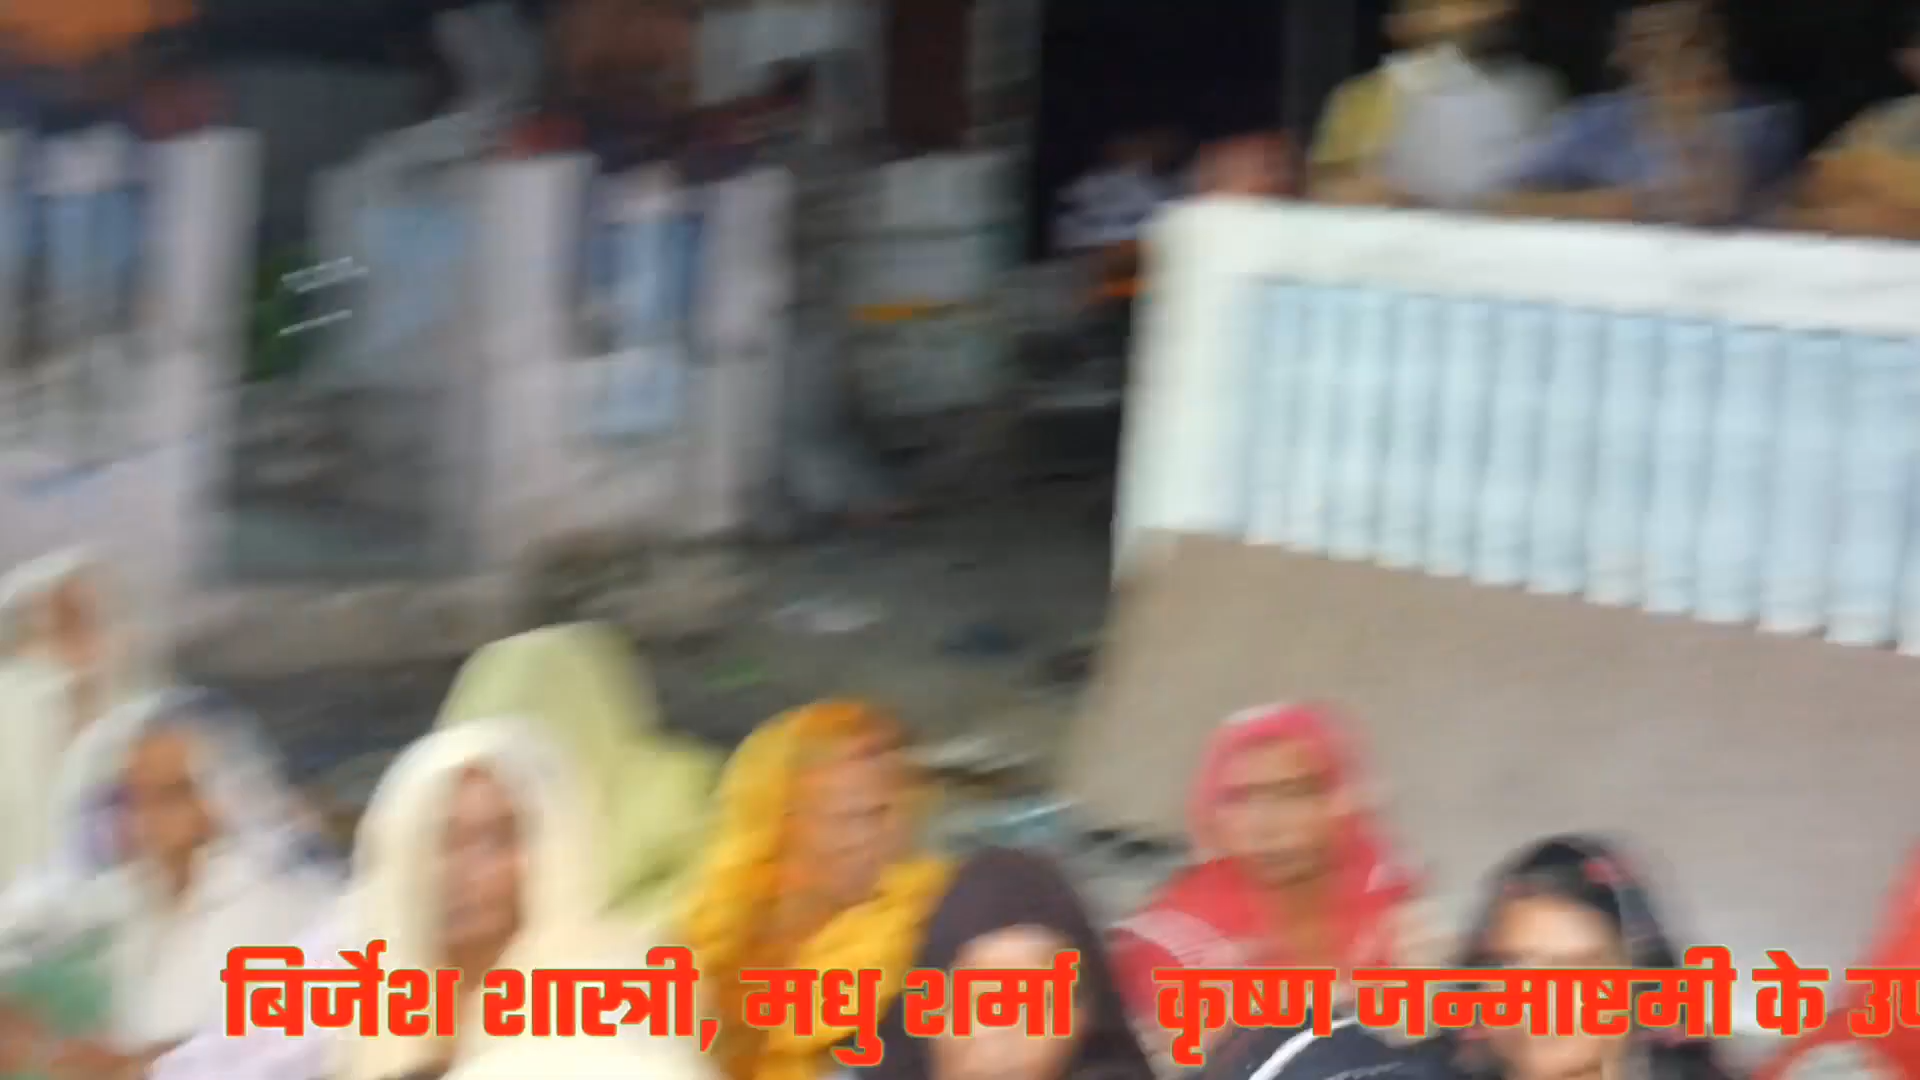 बिर्जेश शास्त्री, मधु शर्मा कृष्ण जन्माष्टमी के